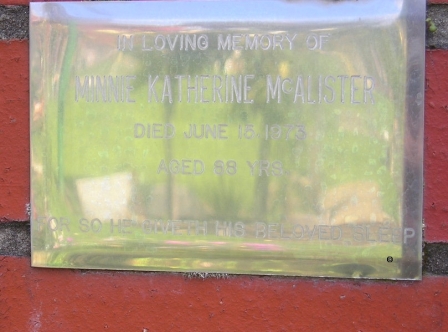 IN LOVING MEMORY OF
MINNIE KATHERINE McALISTER
DIED JUNE 15 1973
AGED 68 YRS.
SO HE GIVETH HIS BELOVED SLEEP